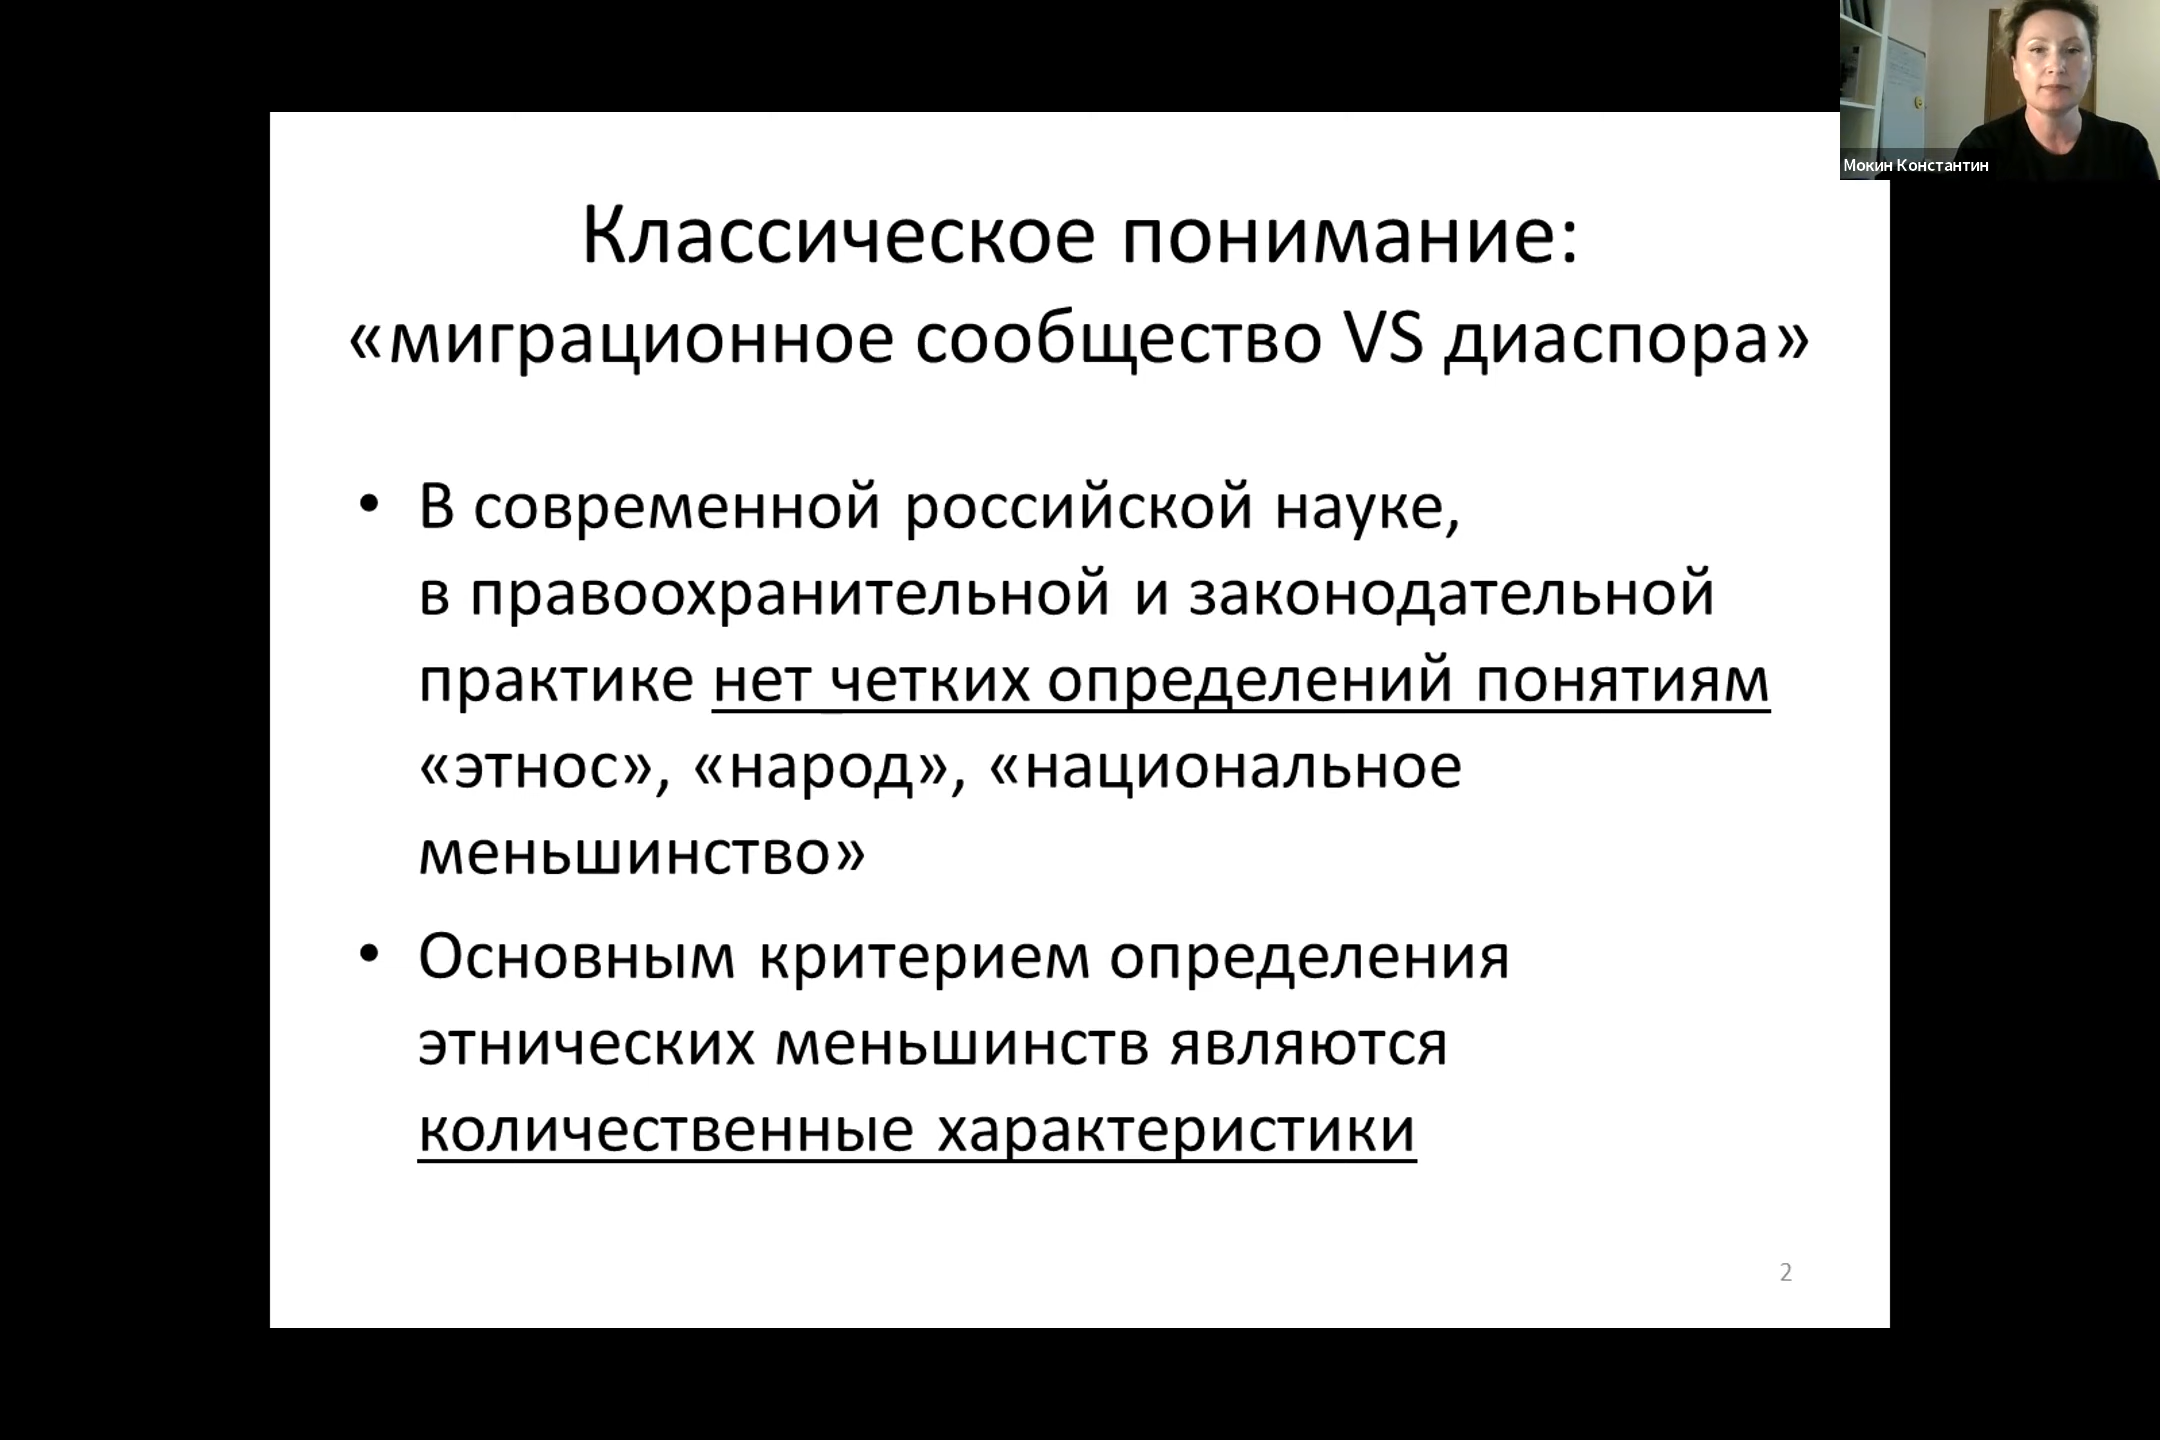 Мокин Константин
Классическое понимание:
«миграционное сообщество VS диаспора»
• В современной российской науке,
в правоохранительной и законодательной
практике нет четких определений понятиям
«этнос», «народ», «национальное
меньшинство»
• Основным критерием определения
этнических меньшинств являются
количественные характеристики
2